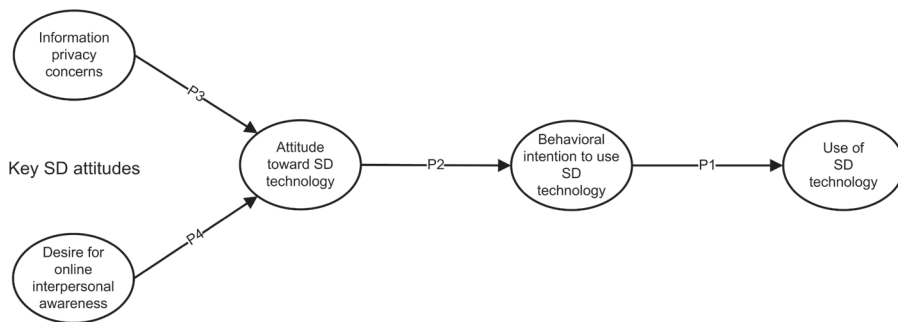 Information
privacy
concerns
P3
Key SD attitudes
Attitude
toward SD
technology
P2
Behavioral
intention to use
SD
technology
P1
Use of
SD
technology
P4
Desire for
online
interpersonal
awareness